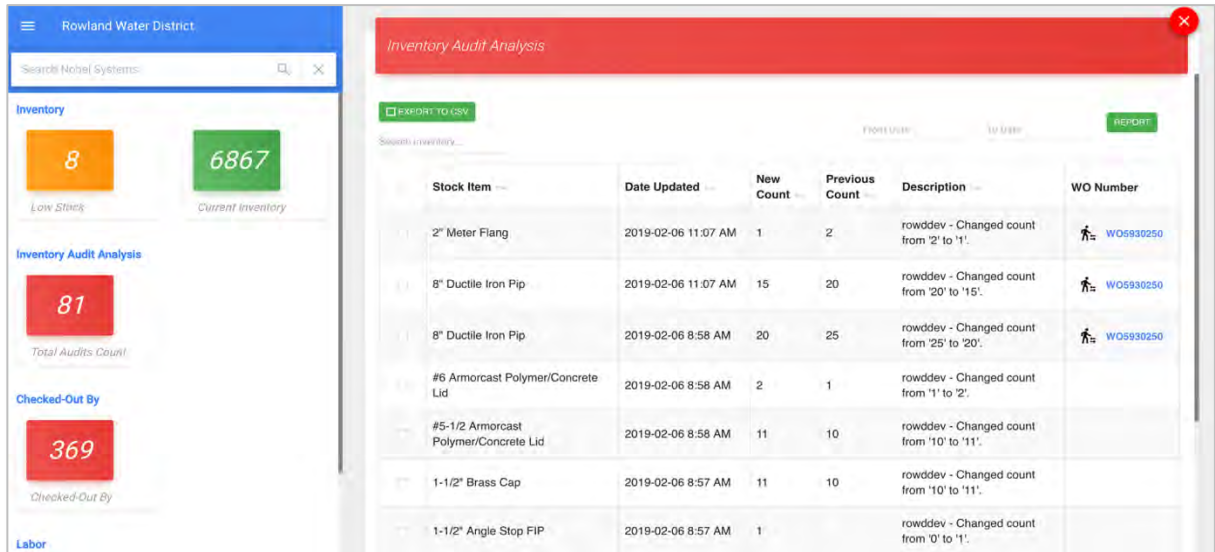 Rowland Water District
Search Nobel Systems
Inventory
8
6867
Low Stock
Current Inventory
Inventory Audit Analysis
81
Total Audits Count
Checked-Out By
369
Checked-Out By
Labor
Inventory Audit Analysis
EXPORT TO CSV
Search Inventory...
From Date
To Date
REPORT
Stock Item
Date Updated
New
Count
Previous
Count
Description
WO Number
2" Meter Flang
2019-02-06 11:07 AM
1
2
rowddev - Changed count
from '2' to '1'.
WO5930250
8" Ductile Iron Pip
2019-02-06 11:07 AM
15
20
rowddev - Changed count
from '20' to '15'.
WO5930250
8" Ductile Iron Pip
2019-02-06 8:58 AM
20
25
rowddev - Changed count
from '25' to '20'.
WO5930250
#6 Armorcast Polymer/Concrete
Lid
2019-02-06 8:58 AM
2
1
rowddev - Changed count
from '1' to '2'.
#5-1/2 Armorcast
Polymer/Concrete Lid
2019-02-06 8:58 AM
11
10
rowddev - Changed count
from '10' to '11'.
1-1/2" Brass Cap
2019-02-06 8:57 AM
11
10
rowddev - Changed count
from '10' to '11'.
1-1/2" Angle Stop FIP
2019-02-06 8:57 AM
1
rowddev - Changed count
from '0' to '1'.